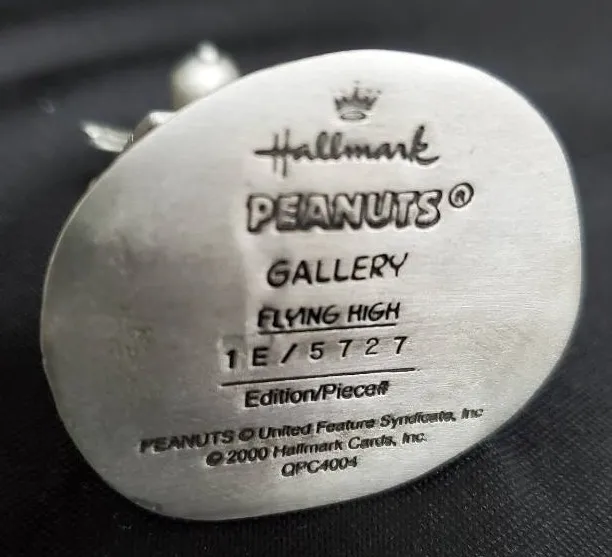 Hallmark
PEANUTS®
GALLERY
FLYING HIGH
1E/5727
Edition/Piece#
PEANUTS © United Feature Syndicate, Inc
© 2000 Hallmark Cards, Inc.
QPC4004